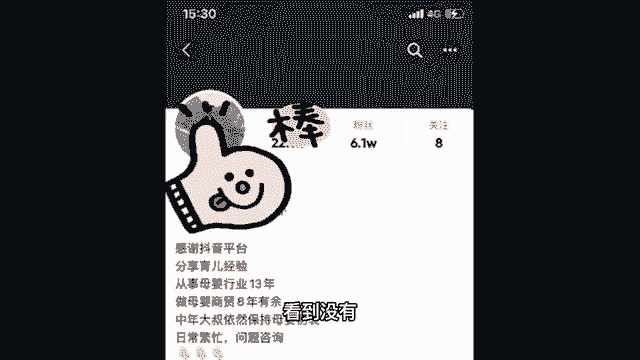 15:30
4G
棒
粉丝
关注
6.1w
8
感谢抖音平台
分享育儿经验
从事母婴行业13年
做母婴商贸8年有余
看到没有
中年大叔依然保持母婴
日常繁忙，问题咨询